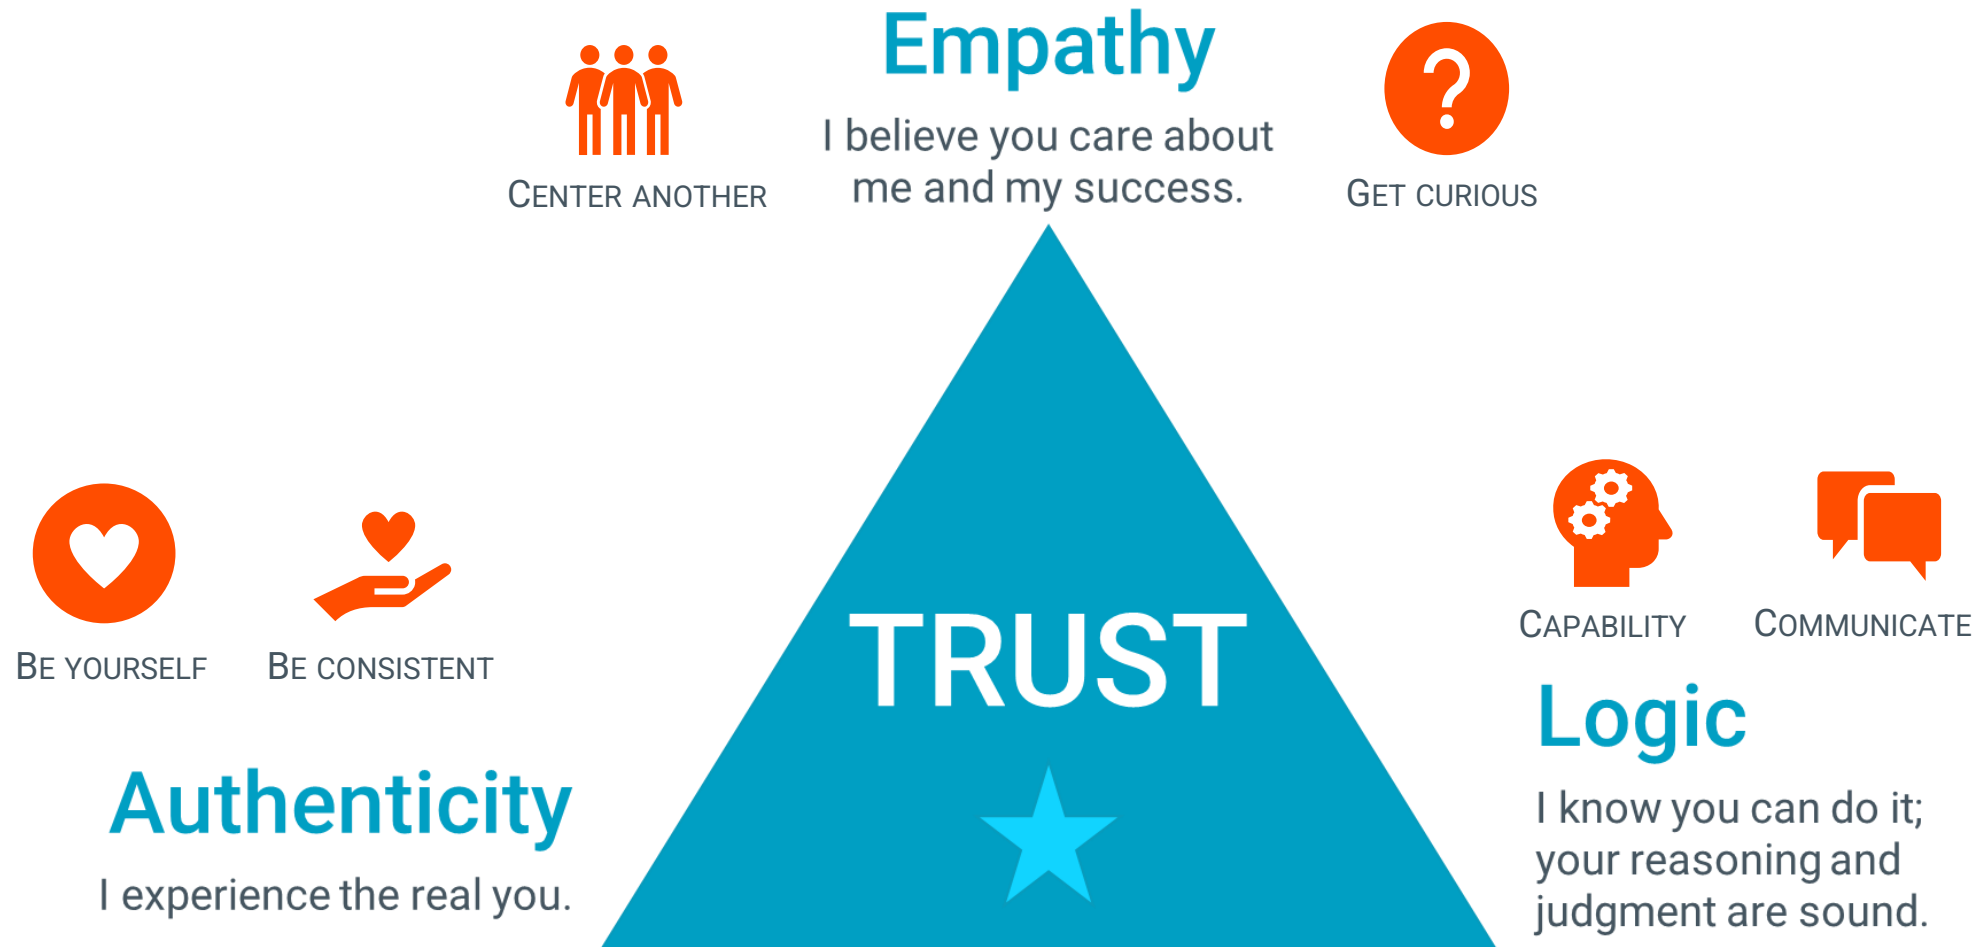 Empathy
I believe you care about
me and my success.
CENTER ANOTHER
?
GET CURIOUS
BE YOURSELF
BE CONSISTENT
Authenticity
I experience the real you.
TRUST
CAPABILITY
COMMUNICATE
Logic
I know you can do it;
your reasoning and
judgment are sound.